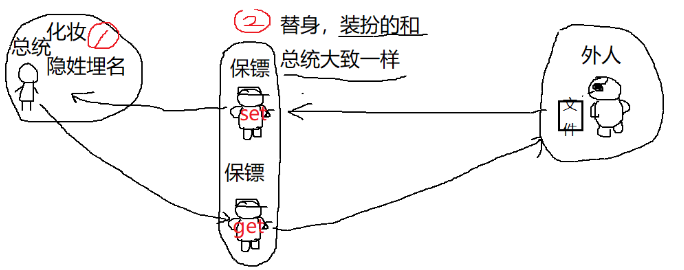 化妆 1
总统
隐姓埋名
2 替身，装扮的和
总统大致一样
保镖
set
保镖
get
外人
文
件